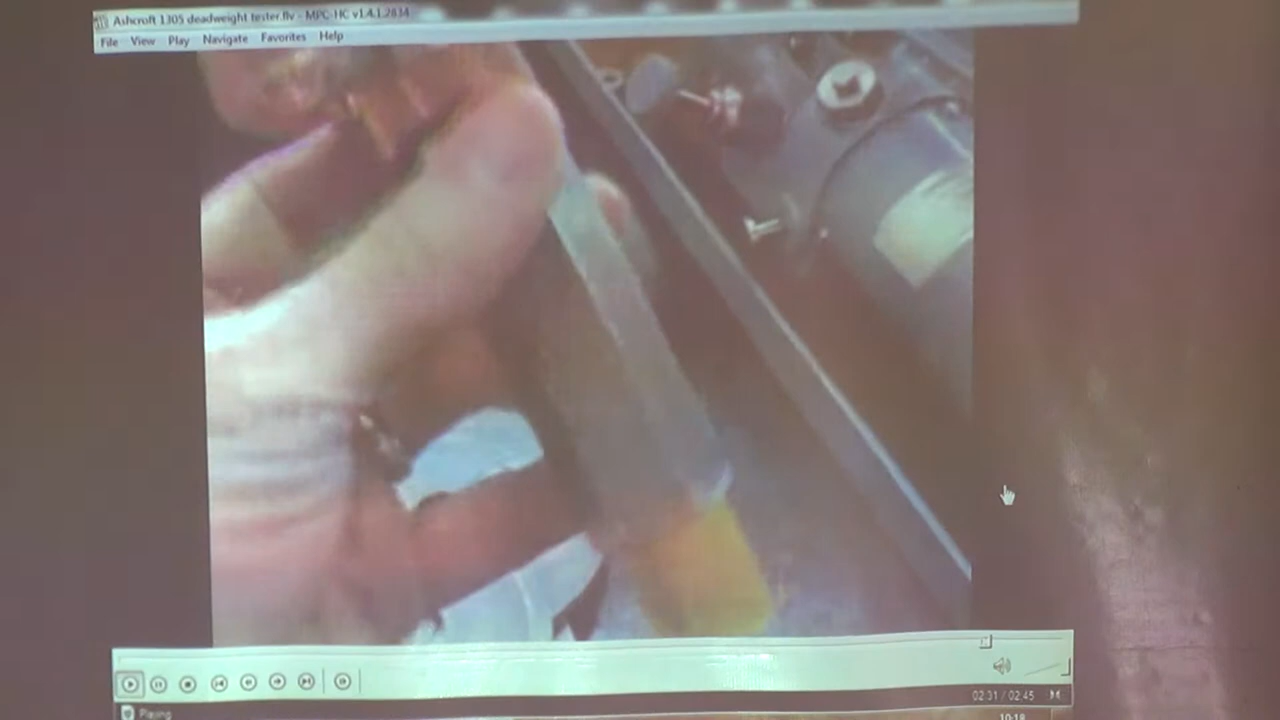 Ashcroft 1305 deadweight tester.flv - MPC-HC v1.4.1.2834
File View Play Navigate Favorites Help
02:31 / 02:45
Playing
10:18